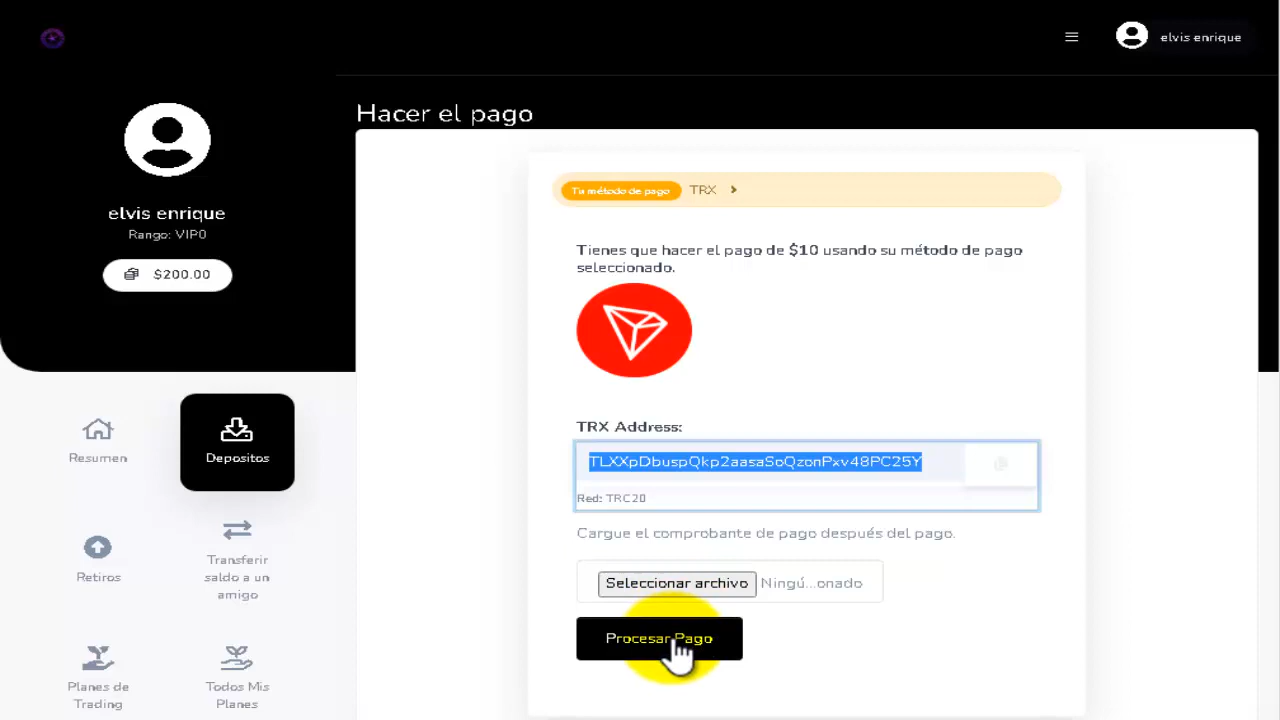 elvis enrique
Hacer el pago
elvis enrique
Rango: VIP0
$200.00
Tu método de pago TRX
Tienes que hacer el pago de $10 usando su método de pago
seleccionado.
TRX Address:
TLXXpDbuspQkp2aasaSoQzonPxv48PC25Y
Red: TRC20
Cargue el comprobante de pago después del pago.
Seleccionar archivo Ningú...onado
Procesar Pago
Resumen
Depositos
Retiros
Transferir
saldo a un
amigo
Planes de
Trading
Todos Mis
Planes